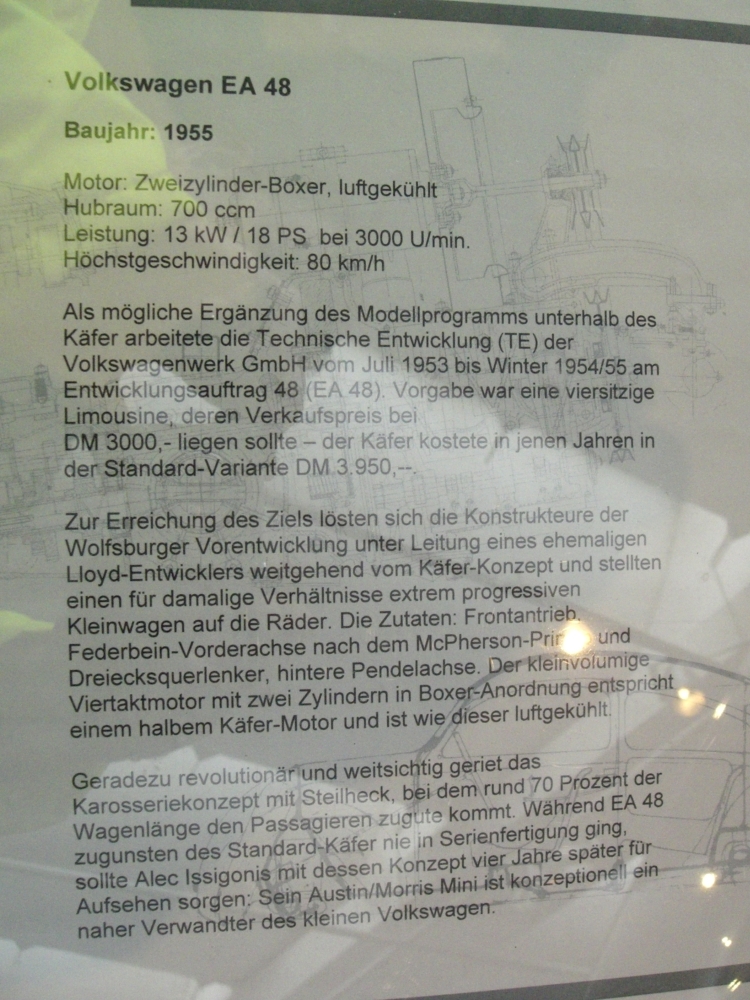 Volkswagen EA 48
Baujahr: 1955
Motor: Zweizylinder-Boxer, luftgekühlt
Hubraum: 700 ccm
Leistung: 13 kW / 18 PS bei 3000 U/min.
Höchstgeschwindigkeit: 80 km/h
Als mögliche Ergänzung des Modellprogramms unterhalb des
Käfer arbeitete die Technische Entwicklung (TE) der
Volkswagenwerk GmbH vom Juli 1953 bis Winter 1954/55 am
Entwicklungsauftrag 48 (EA 48). Vorgabe war eine viersitzige
Limousine, deren Verkaufspreis bei
DM 3000,- liegen sollte – der Käfer kostete in jenen Jahren in
der Standard-Variante DM 3.950,--.
Zur Erreichung des Ziels lösten sich die Konstrukteure der
Wolfsburger Vorentwicklung unter Leitung eines ehemaligen
Lloyd-Entwicklers weitgehend vom Käfer-Konzept und stellten
einen für damalige Verhältnisse extrem progressiven
Kleinwagen auf die Räder. Die Zutaten: Frontantrieb,
Federbein-Vorderachse nach dem und
Dreiecksquerlenker, hintere Pendelachse. Der kleinvolumige
Viertaktmotor mit zwei Zylindern in Boxer-Anordnung entspricht
einem halbem Käfer-Motor und ist wie dieser luftgekühlt.
Geradezu revolutionär und weitsichtig geriet das
Karosseriekonzept mit Steilheck, bei dem rund 70 Prozent der
Wagenlänge den Passagieren zugute kommt. Während EA 48
zugunsten des Standard-Käfer nie in Serienfertigung ging,
sollte Alec Issigonis mit dessen Konzept vier Jahre später für
Aufsehen sorgen: Sein Austin/Morris Mini ist konzeptionell ein
naher Verwandter des kleinen Volkswagen.